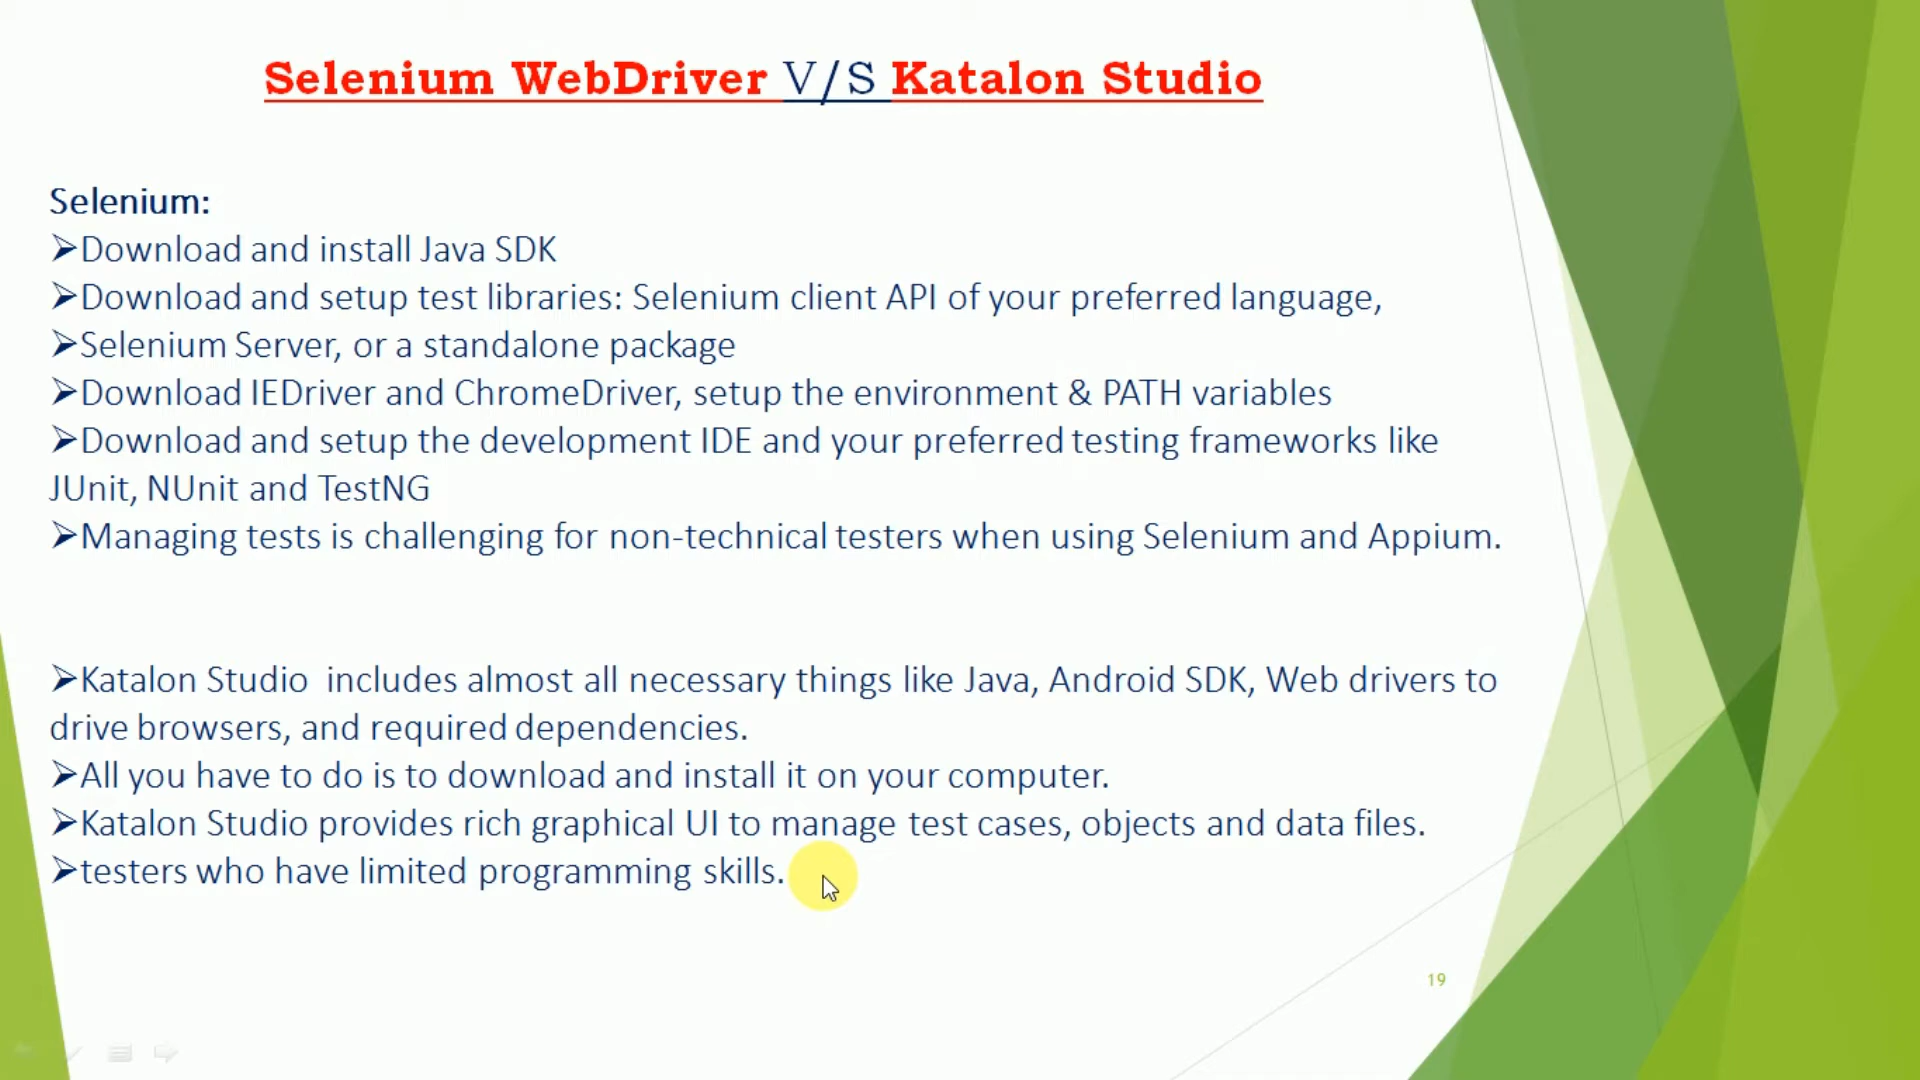 Selenium WebDriver V/S Katalon Studio
Selenium:
➢Download and install Java SDK
➢Download and setup test libraries: Selenium client API of your preferred language,
➢Selenium Server, or a standalone package
➢Download IEDriver and ChromeDriver, setup the environment & PATH variables
➢Download and setup the development IDE and your preferred testing frameworks like
JUnit, NUnit and TestNG
➢Managing tests is challenging for non-technical testers when using Selenium and Appium.
➢Katalon Studio  includes almost all necessary things like Java, Android SDK, Web drivers to
drive browsers, and required dependencies.
➢All you have to do is to download and install it on your computer.
➢Katalon Studio provides rich graphical UI to manage test cases, objects and data files.
➢testers who have limited programming skills.
19